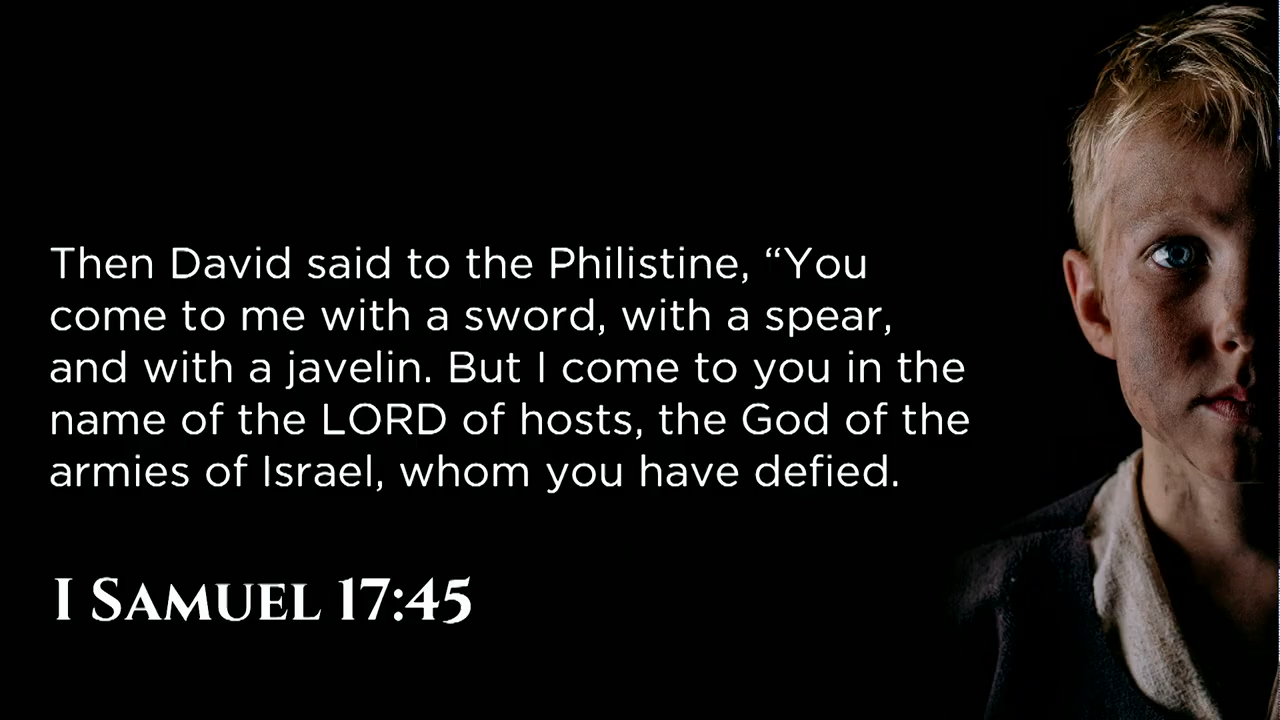 Then David said to the Philistine, “You
come to me with a sword, with a spear,
and with a javelin. But I come to you in the
name of the LORD of hosts, the God of the
armies of Israel, whom you have defied.
I Samuel 17:45